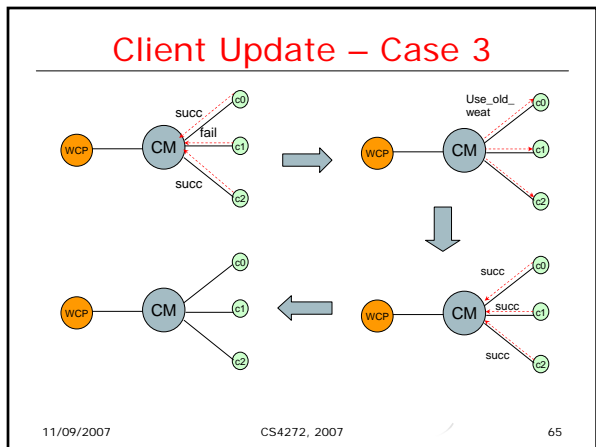 Client Update – Case 3
c0
succ
fail
WCP
CM
c1
succ
c2
Use_old_
weat
c0
WCP
CM
c1
c2
c0
WCP
CM
c1
c2
succ
c0
succ
WCP
CM
c1
succ
c2
11/09/2007
CS4272, 2007
65